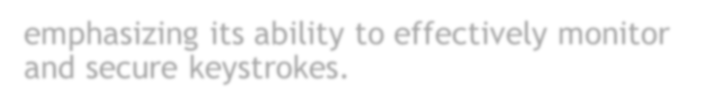 emphasizing its ability to effectively monitor
and secure keystrokes.